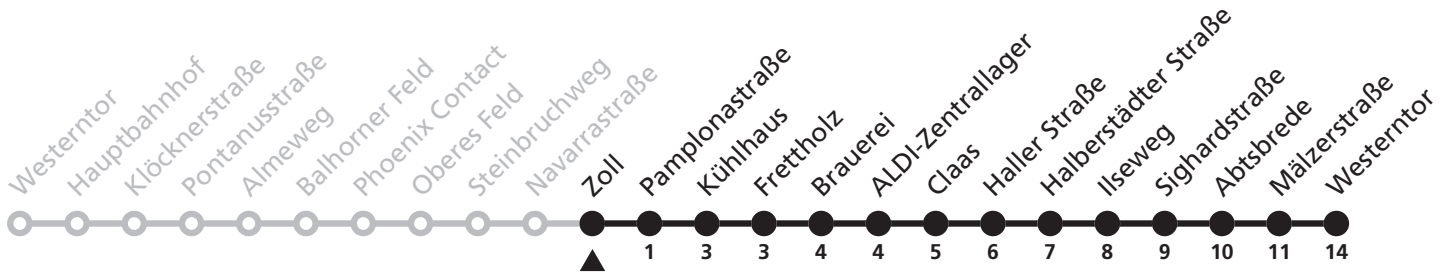 Westerntor
Hauptbahnhof
Klöcknerstraße
Pontanusstraße
Almeweg
Balhorner Feld
Phoenix Contact
Oberes Feld
Steinbruchweg
Navarrastraße
Zoll
Pamplonastraße
Kühlhaus
Frettholz
Brauerei
ALDI-Zentrallager
Claas
Haller Straße
Halberstädter Straße
Ilseweg
Sighardstraße
Abtsbrede
Mälzerstraße
Westerntor
1 3 3 4 4 5 6 7 8 9 10 11 14